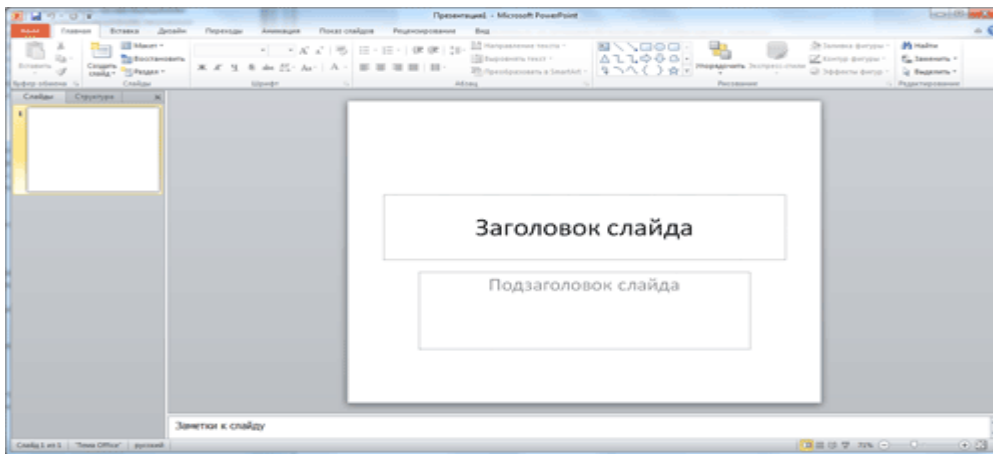 Презентация1 - Microsoft PowerPoint
Файл Главная Вставка Дизайн Переходы Анимация Показ слайдов Рецензирование Вид
Вставить
Создать слайд
Макет
Восстановить
Раздел
Буфер обмена Слайды Шрифт Абзац Рисование Редактирование
Направление текста
Выровнять текст
Преобразовать в SmartArt
Упорядочить Экспресс-стили
Заливка фигуры
Контур фигуры
Эффекты фигур
Найти
Заменить
Выделить
Слайды Структура
1
Заголовок слайда
Подзаголовок слайда
Заметки к слайду
Слайд 1 из 1 "Тема Office" русский